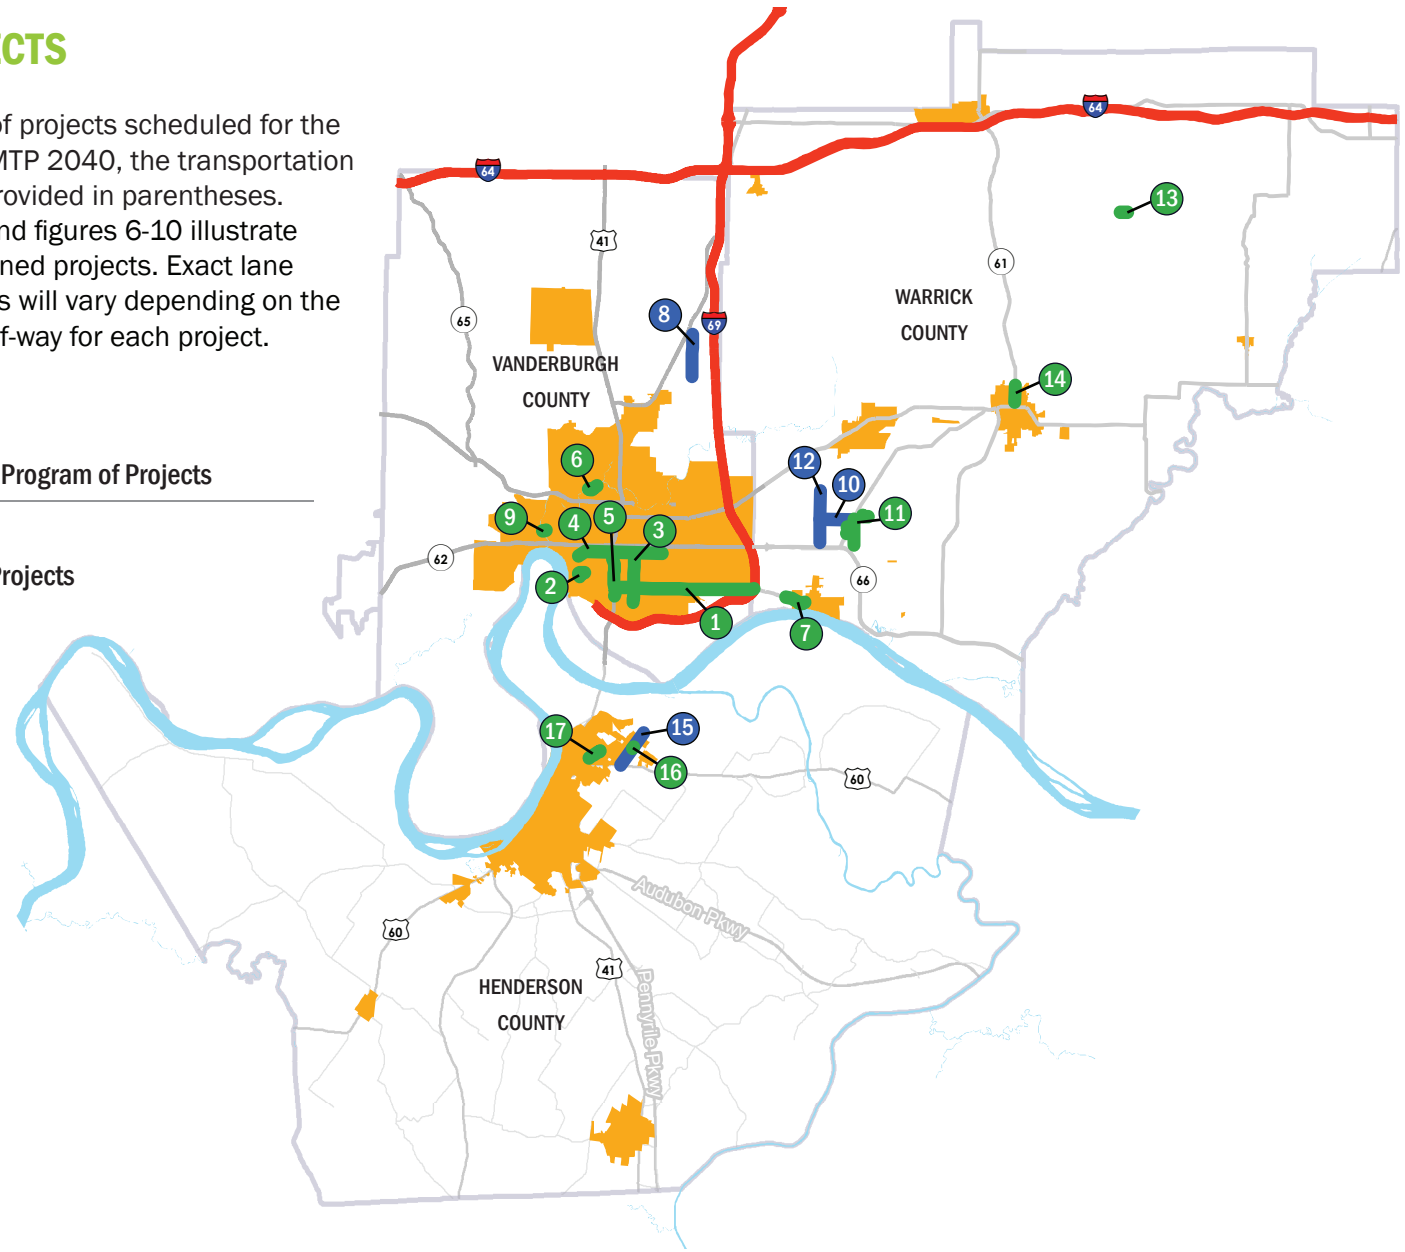 ECTS
of projects scheduled for the
MTP 2040, the transportation
rovided in parentheses.
nd figures 6-10 illustrate
ned projects. Exact lane
s will vary depending on the
f-way for each project.
Program of Projects
Projects
64
64
41
13
61
65
8
69
WARRICK
COUNTY
VANDERBURGH
COUNTY
14
6
12
10
9
4
5
3
11
62
2
66
1
7
17
15
16
60
Audubon Pkwy
60
41
HENDERSON
COUNTY
Pennyrile Pkwy